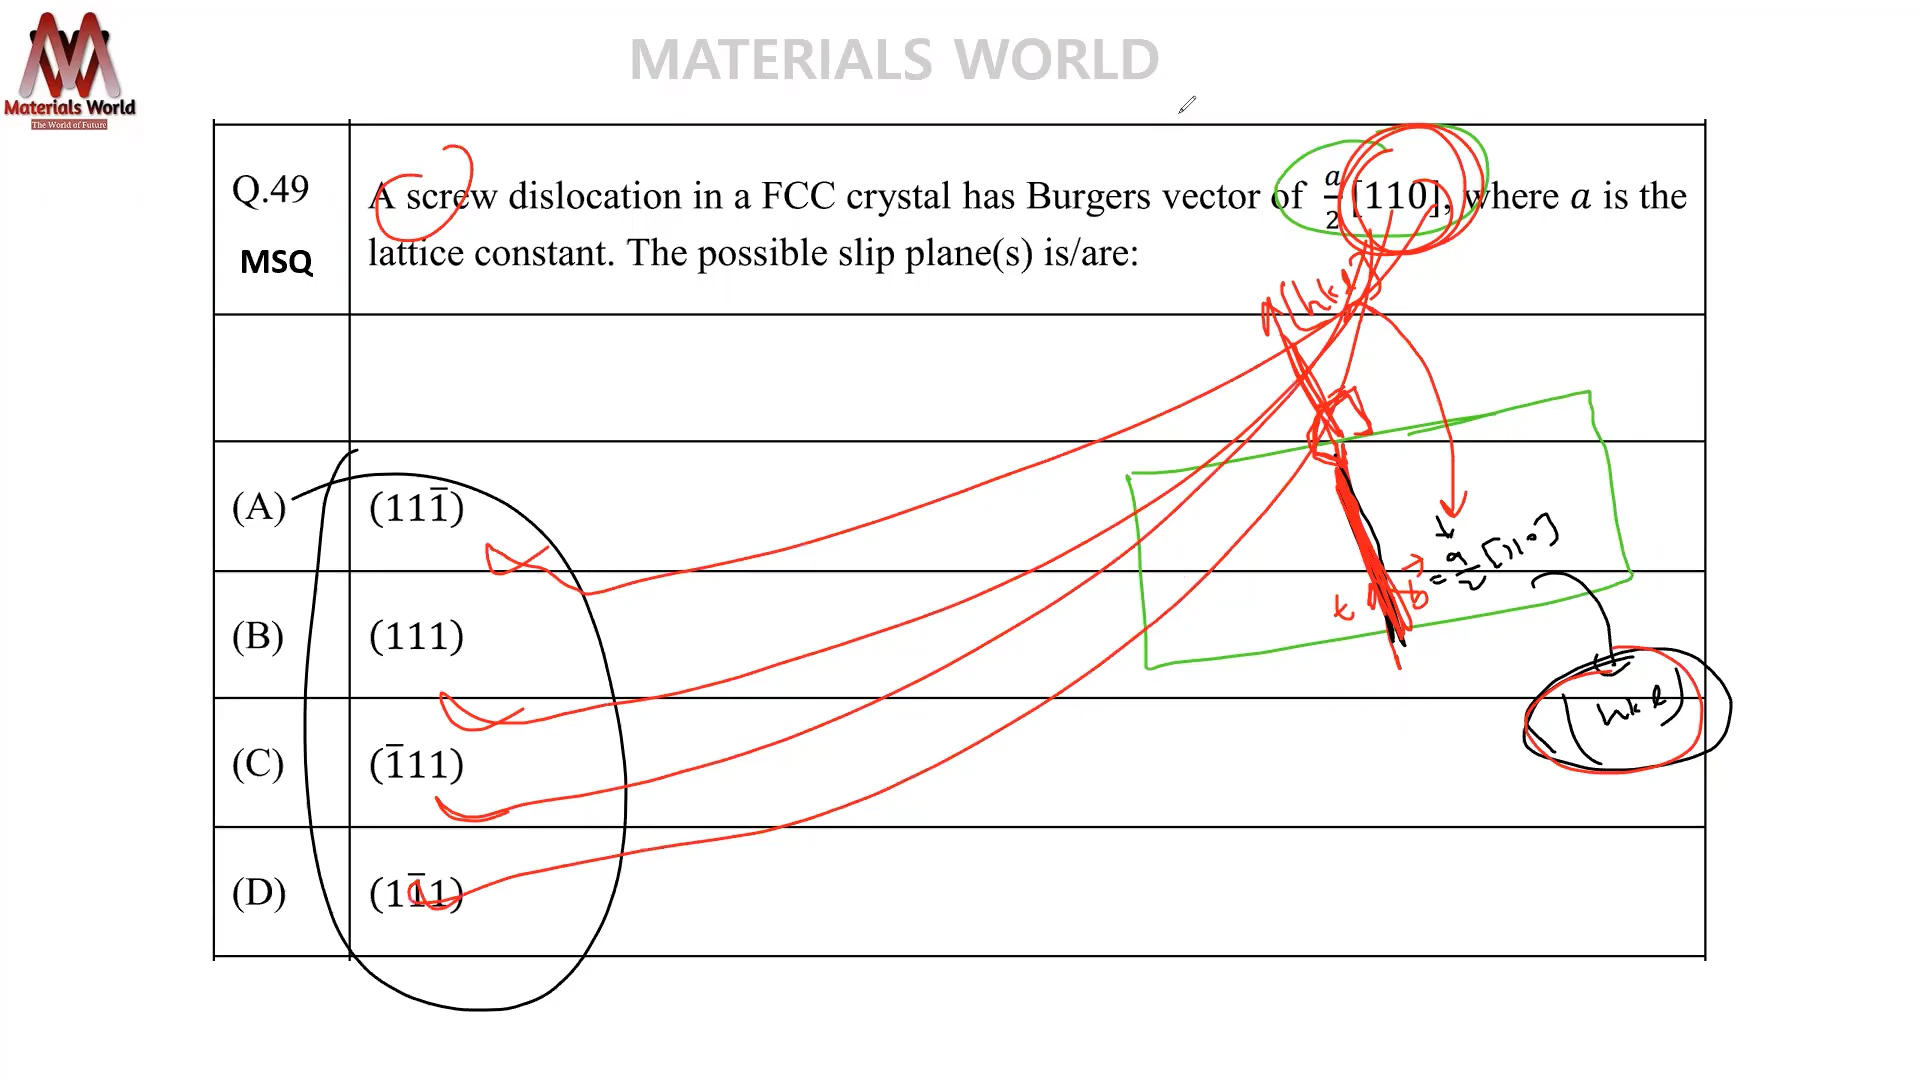 MATERIALS WORLD
Materials World
The World of Future
Q.49
MSQ
A screw dislocation in a FCC crystal has Burgers vector of a/2 [110], where a is the
lattice constant. The possible slip plane(s) is/are:
(hkl)
(A) (111̅)
t b⃗ = a/2 [110]
(B) (111)
(hkl)
(C) (1̅11)
(D) (11̅1)